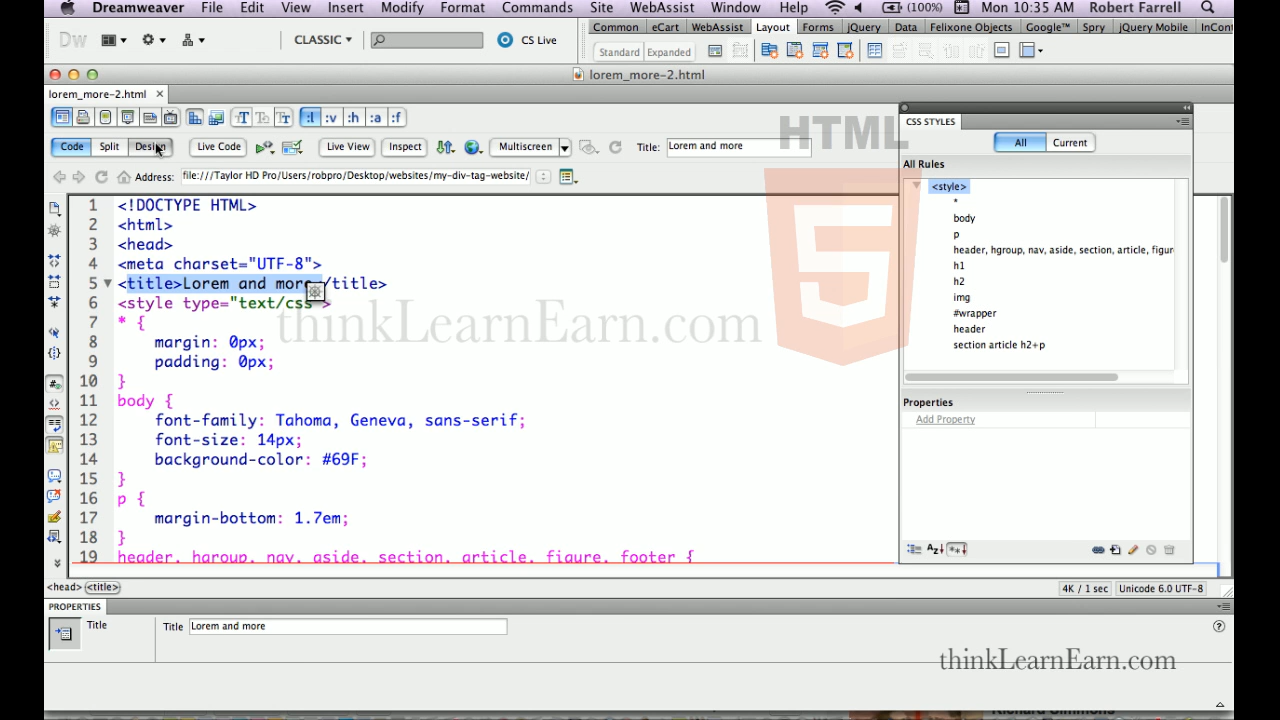 Dreamweaver File Edit View Insert Modify Format Commands Site WebAssist Window Help (100%) Mon 10:35 AM Robert Farrell
Dw CLASSIC CS Live
Common eCart WebAssist Layout Forms jQuery Data Felixone Objects Google™ Spry jQuery Mobile InCon
Standard Expanded
lorem_more-2.html
lorem_more-2.html
:l :v :h :a :f
Code Split Design Live Code Live View Inspect Multiscreen Title: Lorem and more
Address: file:///Taylor HD Pro/Users/robpro/Desktop/websites/my-div-tag-website/
HTML
5
1 <!DOCTYPE HTML>
2 <html>
3 <head>
4 <meta charset="UTF-8">
5 <title>Lorem and more</title>
6 <style type="text/css">
7 * {
8 margin: 0px;
9 padding: 0px;
10 }
11 body {
12 font-family: Tahoma, Geneva, sans-serif;
13 font-size: 14px;
14 background-color: #69F;
15 }
16 p {
17 margin-bottom: 1.7em;
18 }
19 header, hgroup, nav, aside, section, article, figure, footer {
thinkLearnEarn.com
CSS STYLES
All Current
All Rules
<style>
*
body
p
header, hgroup, nav, aside, section, article, figur
h1
h2
img
#wrapper
header
section article h2+p
Properties
Add Property
<head> <title> 4K / 1 sec Unicode 6.0 UTF-8
PROPERTIES
Title Title Lorem and more
thinkLearnEarn.com
Richard Simmons